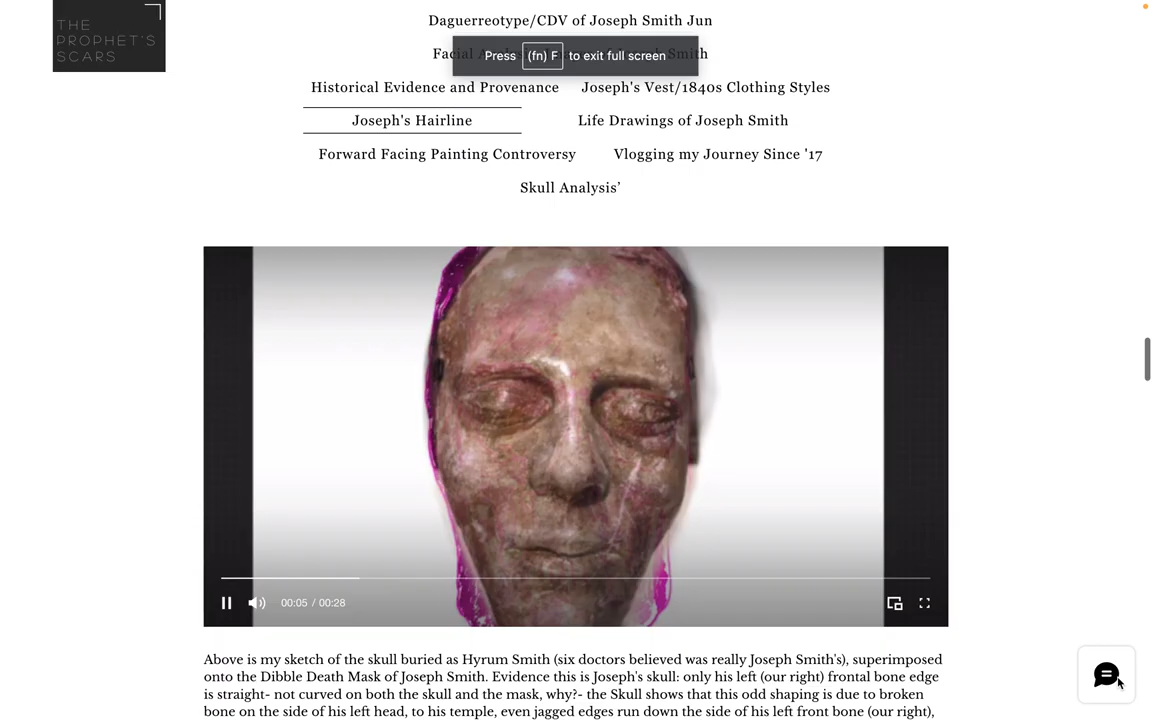 THE
PROPHET'S
SCARS
Daguerreotype/CDV of Joseph Smith Jun
Fac Smith
Press (fn) F to exit full screen
Historical Evidence and Provenance Joseph's Vest/1840s Clothing Styles
Joseph's Hairline Life Drawings of Joseph Smith
Forward Facing Painting Controversy Vlogging my Journey Since '17
Skull Analysis’
00:05 / 00:28
Above is my sketch of the skull buried as Hyrum Smith (six doctors believed was really Joseph Smith's), superimposed
onto the Dibble Death Mask of Joseph Smith. Evidence this is Joseph's skull: only his left (our right) frontal bone edge
is straight- not curved on both the skull and the mask, why?- the Skull shows that this odd shaping is due to broken
bone on the side of his left head, to his temple, even jagged edges run down the side of his left front bone (our right),